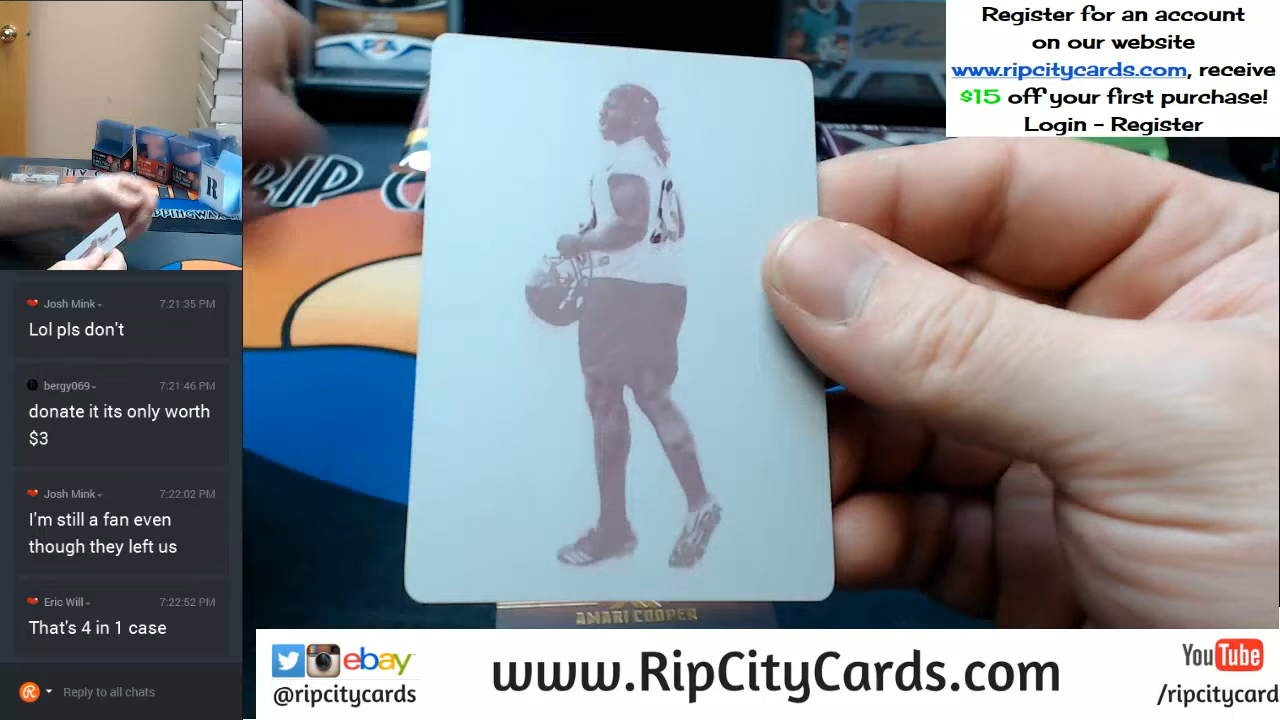 Register for an account
on our website
www.ripcitycards.com, receive
$15 off your first purchase!
Login - Register
PSA
RIP C
R
RIPPINGWAX
Josh Mink
7:21:35 PM
Lol pls don't
bergy069
7:21:46 PM
donate it its only worth
$3
Josh Mink
7:22:02 PM
I'm still a fan even
though they left us
Eric Will
7:22:52 PM
That's 4 in 1 case
Reply to all chats
AMARI COOPER
ebay
@ripcitycards
www.RipCityCards.com
YouTube
/ripcitycard